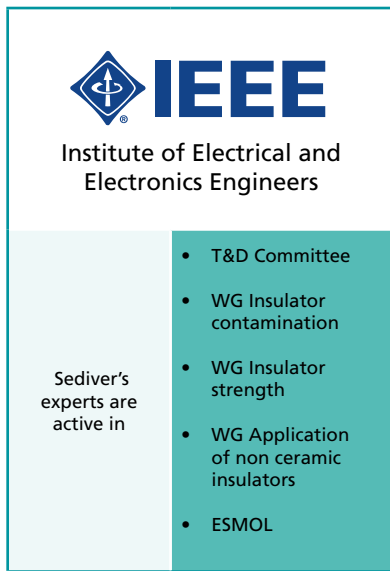 IEEE
Institute of Electrical and
Electronics Engineers
Sediver's
experts are
active in
• T&D Committee
• WG Insulator
contamination
• WG Insulator
strength
• WG Application
of non ceramic
insulators
• ESMOL